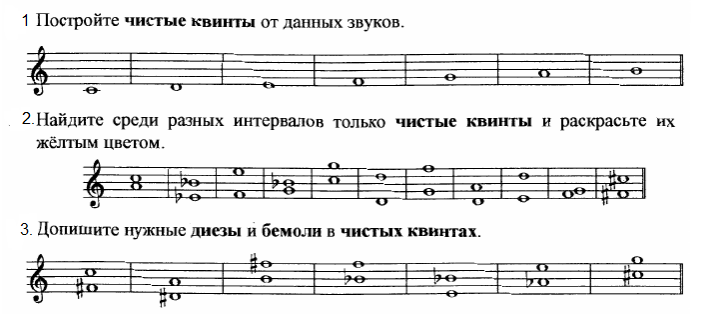 1 Постройте чистые квинты от данных звуков.
2. Найдите среди разных интервалов только чистые квинты и раскрасьте их
жёлтым цветом.
3. Допишите нужные диезы и бемоли в чистых квинтах.